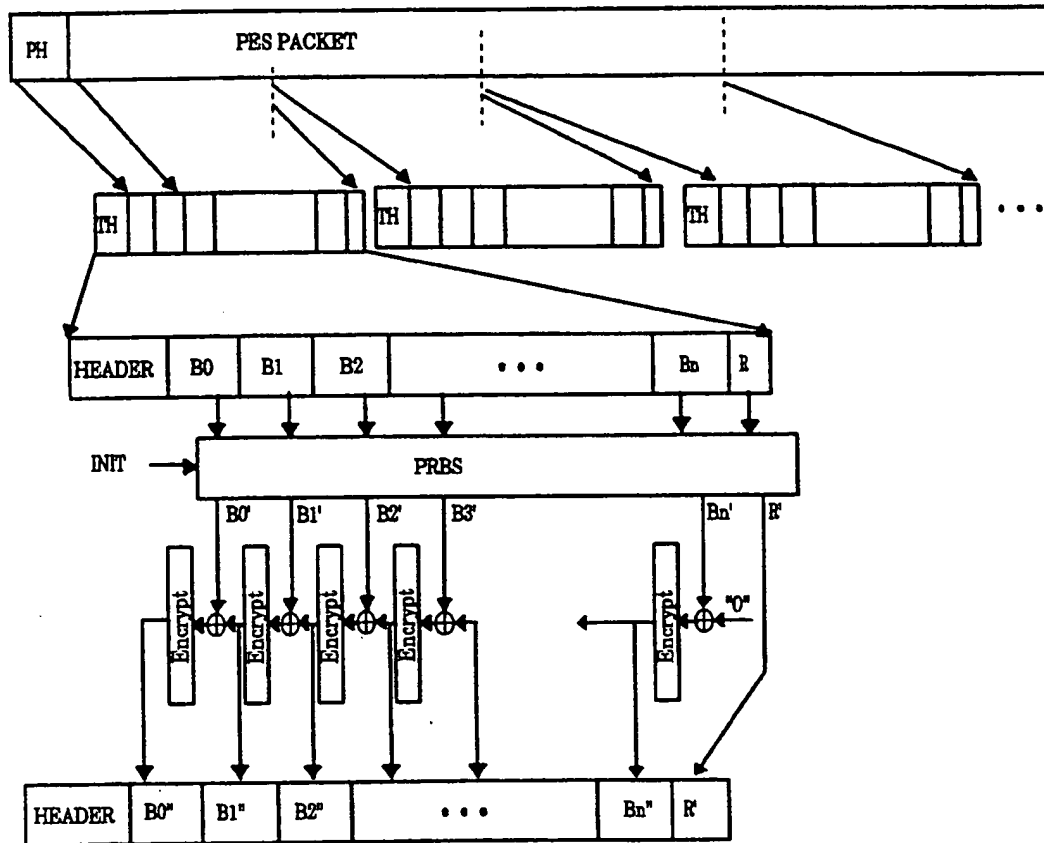 PH PES PACKET
TH TH TH • • •
HEADER B0 B1 B2 • • • Bn R
INIT PRBS
B0' B1' B2' B3' Bn' R'
Encrypt Encrypt Encrypt Encrypt Encrypt "0"
HEADER B0" B1" B2" • • • Bn" R'